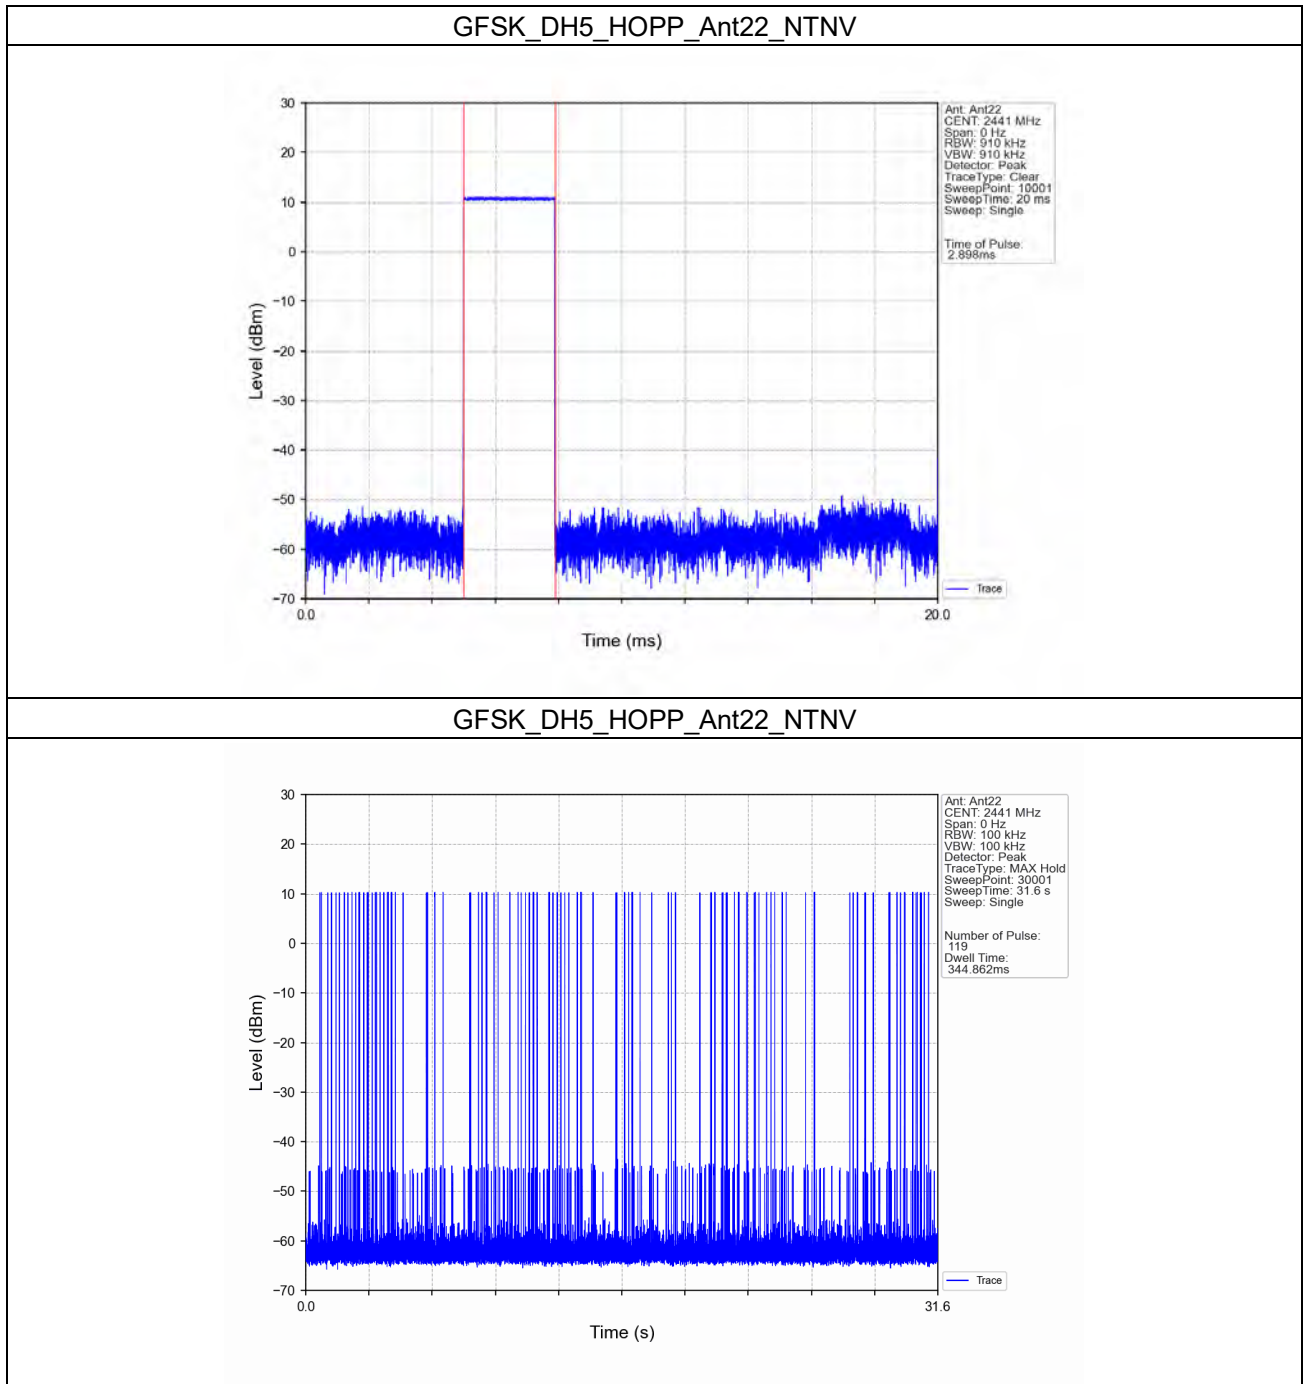 GFSK_DH5_HOPP_Ant22_NTNV
30
20
10
0
−10
−20
−30
−40
−50
−60
−70
Level (dBm)
0.0
20.0
Time (ms)
Ant: Ant22
CENT: 2441 MHz
Span: 0 Hz
RBW: 910 kHz
VBW: 910 kHz
Detector: Peak
TraceType: Clear
SweepPoint: 10001
SweepTime: 20 ms
Sweep: Single
Time of Pulse:
2.898ms
Trace
GFSK_DH5_HOPP_Ant22_NTNV
30
20
10
0
−10
−20
−30
−40
−50
−60
−70
Level (dBm)
0.0
31.6
Time (s)
Ant: Ant22
CENT: 2441 MHz
Span: 0 Hz
RBW: 100 kHz
VBW: 100 kHz
Detector: Peak
TraceType: MAX Hold
SweepPoint: 30001
SweepTime: 31.6 s
Sweep: Single
Number of Pulse:
119
Dwell Time:
344.862ms
Trace